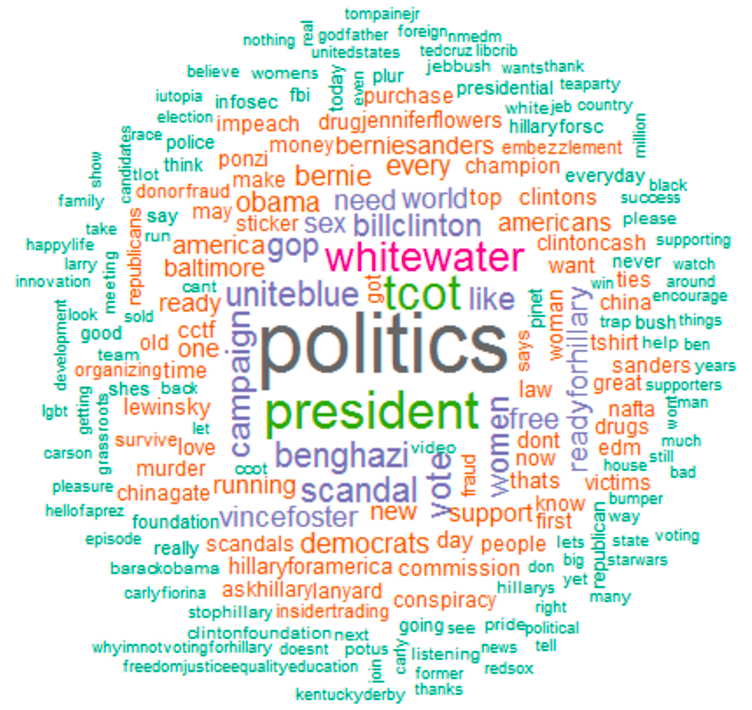 tompainejr
nothing real godfather foreign nmedm
unitedstates tedcruz libcrib
believe womens today even plur jebbush wants thank
iutopia infosec fbi purchase presidential teaparty
election impeach drug jenniferflowers white jeb country
race police money berniesanders hillaryforsc million
show candidates tlot think ponzi bernie every champion embezzlement
family donorfraud make obama need world top clintons everyday black
take republicans say may sticker sex billclinton americans success please
happylife run america gop whitewater clintoncash supporting
larry meeting baltimore got tcot want never watch
innovation cant uniteblue like win ties around
look sold ready pjnet woman china encourage
development good cctf politics readyforhillary trap bush things
team old one campaign says tshirt help ben
organizing time sanders years
getting shes back president law great supporters
lgbt grassroots lewinsky women free nafta wont man
let dont drugs much
carson survive love benghazi video vote now edm still
murder ccot scandal fraud thats house bad
pleasure chinagate running victims
hellofaprez foundation vincefoster new support know bumper
first way
episode really scandals democrats day people lets republican state voting
barackobama hillaryforamerica commission don big starwars
carlyfiorina askhillary lanyard hillarys yet many
stophillary insidertrading conspiracy right
clintonfoundation next going see pride political
whyimnotvotingforhillary doesnt potus carly listening news tell
freedomjusticeequalityeducation join former redsox
kentuckyderby thanks